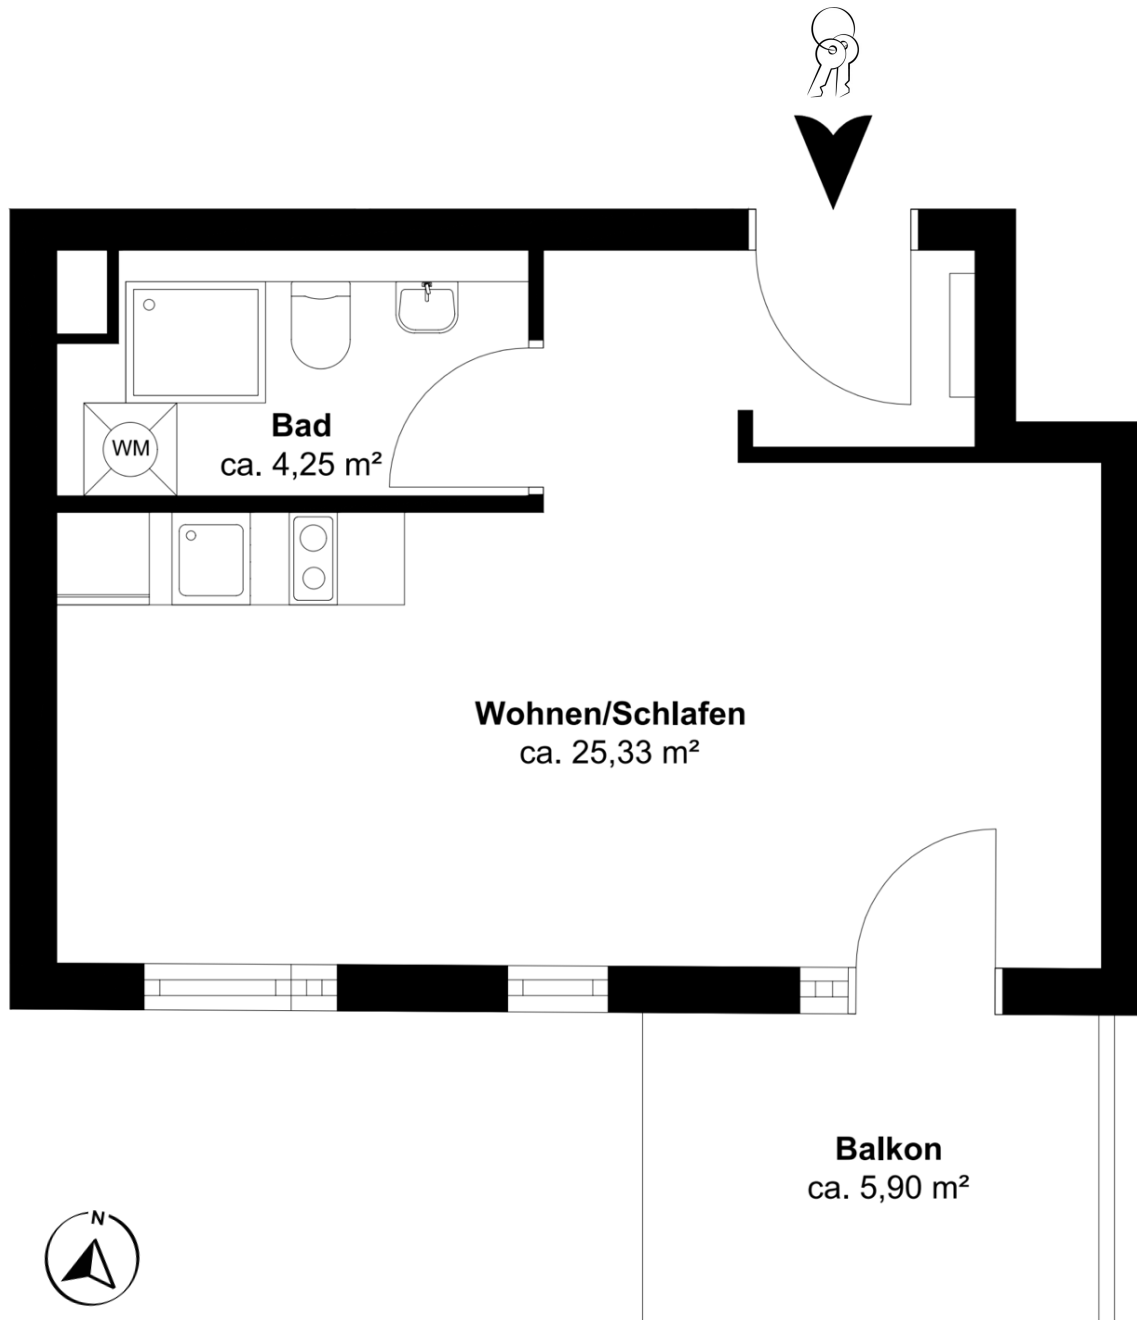 Bad
ca. 4,25 m²
WM
Wohnen/Schlafen
ca. 25,33 m²
Balkon
ca. 5,90 m²
N